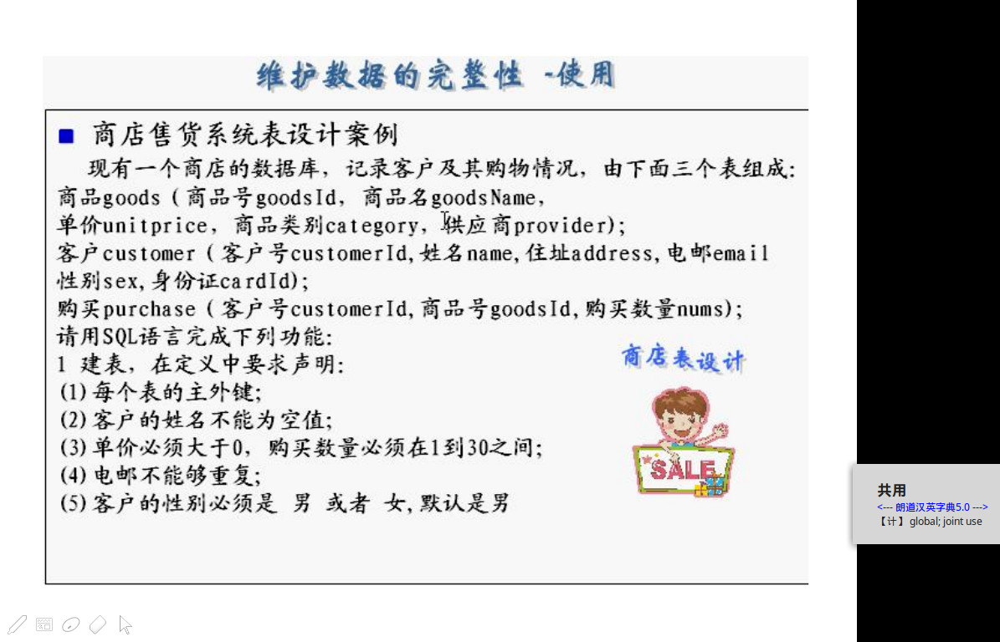 维护数据的完整性 -使用
商店售货系统表设计案例
现有一个商店的数据库，记录客户及其购物情况，由下面三个表组成：
商品goods（商品号goodsId，商品名goodsName，
单价unitprice，商品类别category，供应商provider);
客户customer（客户号customerId,姓名name,住址address,电邮email
性别sex,身份证cardId);
购买purchase（客户号customerId,商品号goodsId,购买数量nums);
请用SQL语言完成下列功能：
1 建表，在定义中要求声明：
(1)每个表的主外键;
(2)客户的姓名不能为空值;
(3)单价必须大于0，购买数量必须在1到30之间;
(4)电邮不能够重复;
(5)客户的性别必须是 男 或者 女,默认是男
商店表设计
SALE
共用
<--- 朗道汉英字典5.0 --->
【计】 global; joint use